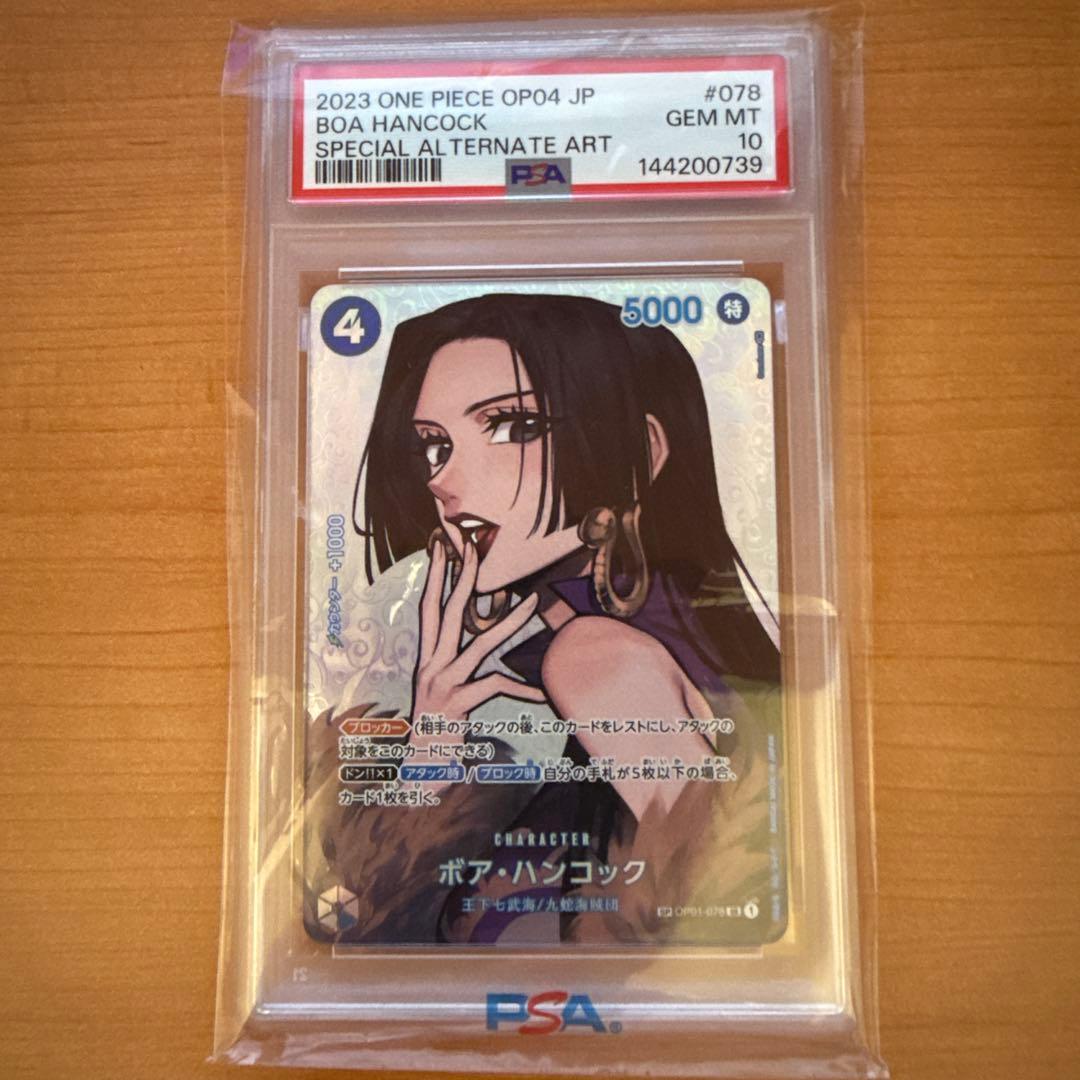 2023 ONE PIECE OP04 JP #078
BOA HANCOCK GEM MT
SPECIAL ALTERNATE ART 10
PSA 144200739
4 5000 特
カウンター +1000
ブロッカー (相手のアタックの後、このカードをレストにし、アタックの
対象をこのカードにできる)
ドン!!×1 アタック時 / ブロック時 自分の手札が5枚以下の場合、
カード1枚を引く。
CHARACTER
ボア・ハンコック
王下七武海/九蛇海賊団
SP OP01-078 SR 1
21
PSA®